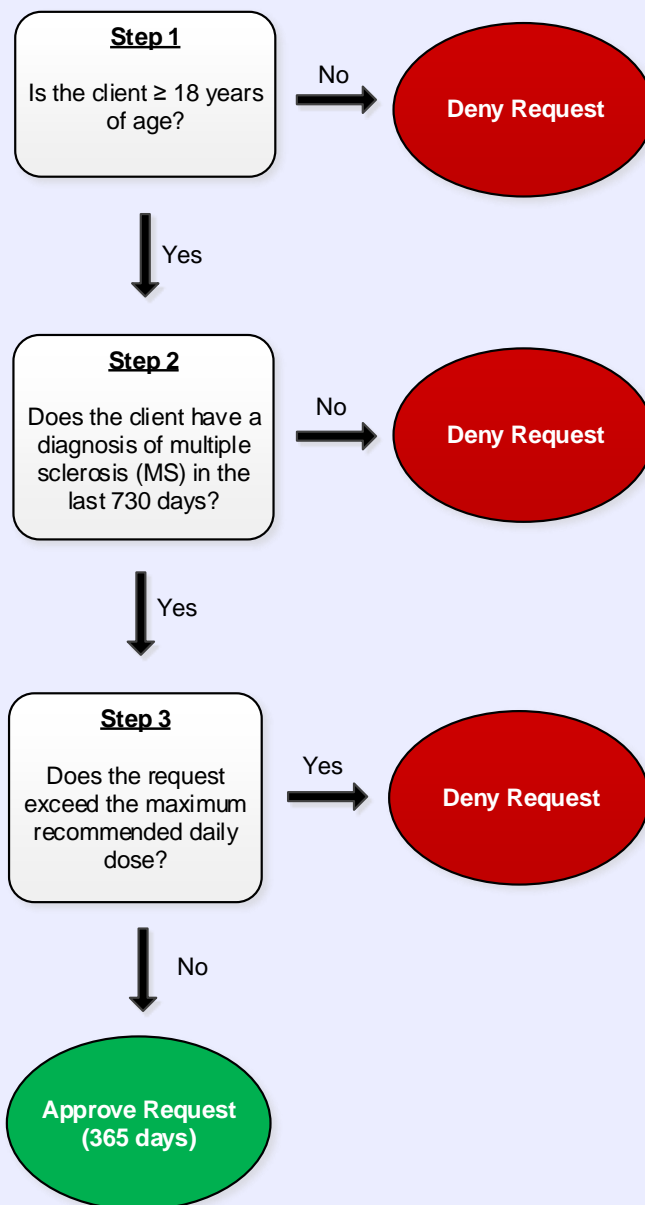 Step 1
Is the client ≥ 18 years
of age?
No
Deny Request
Yes
Step 2
Does the client have a
diagnosis of multiple
sclerosis (MS) in the
last 730 days?
No
Deny Request
Yes
Step 3
Does the request
exceed the maximum
recommended daily
dose?
Yes
Deny Request
No
Approve Request
(365 days)